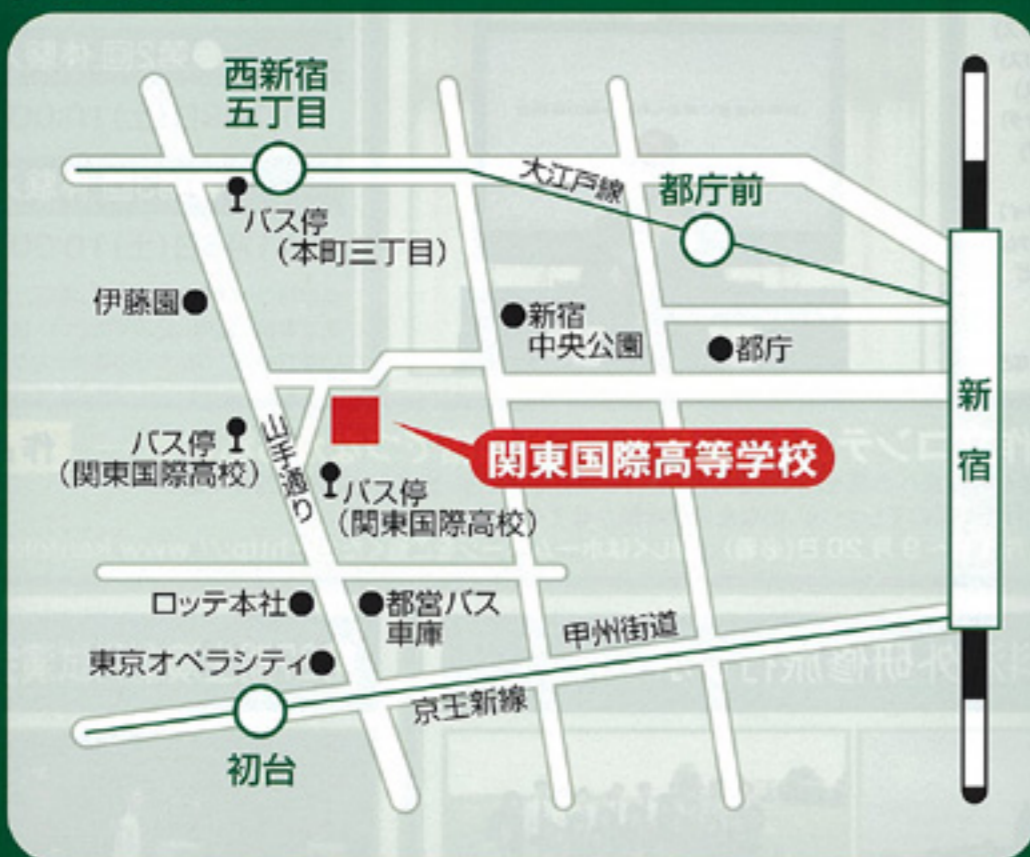 西新宿
五丁目
大江戸線
都庁前
バス停
(本町三丁目)
伊藤園
新宿
中央公園
都庁
新宿
バス停
(関東国際高校)
山手通り
関東国際高等学校
バス停
(関東国際高校)
ロッテ本社
都営バス
車庫
甲州街道
東京オペラシティ
京王新線
初台